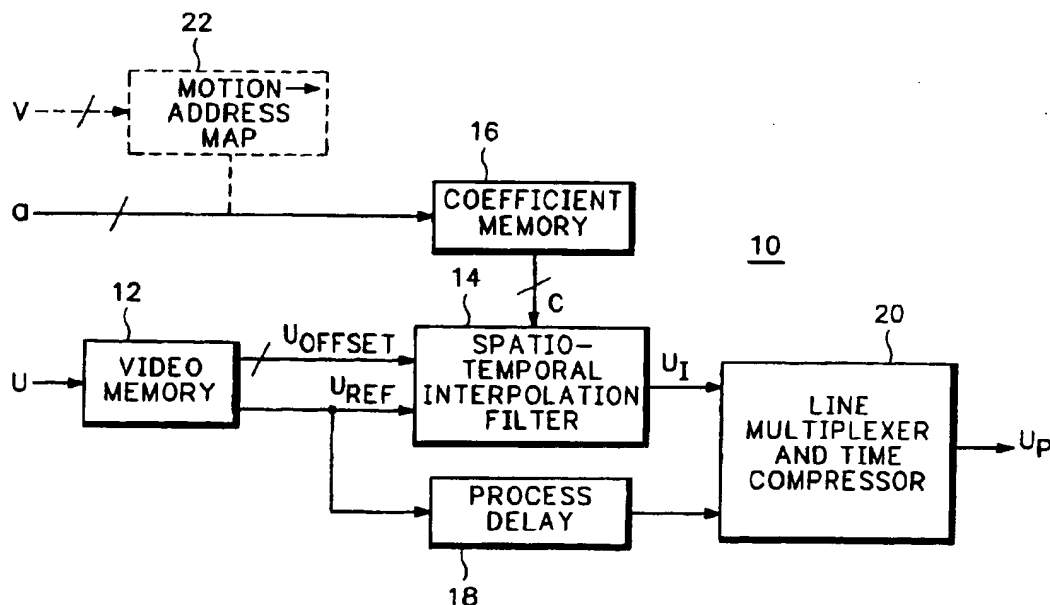 22
MOTION
ADDRESS
MAP
V
16
COEFFICIENT
MEMORY
a
10
14
C
12
20
VIDEO
MEMORY
U
UOFFSET
UREF
SPATIO-
TEMPORAL
INTERPOLATION
FILTER
UI
LINE
MULTIPLEXER
AND TIME
COMPRESSOR
UP
PROCESS
DELAY
18